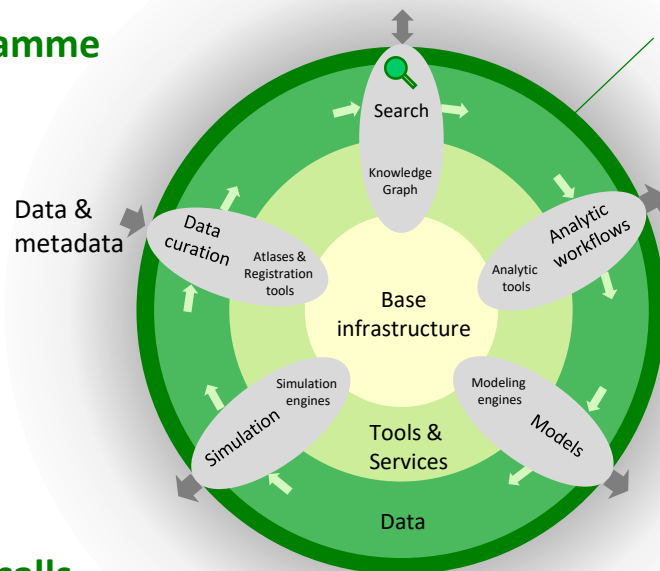 amme
Search
Knowledge
Graph
Data &
metadata
Data
curation
Atlases &
Registration
tools
Analytic
workflows
Analytic
tools
Base
infrastructure
Simulation
engines
Simulation
Modeling
engines
Models
Tools &
Services
Data
calls